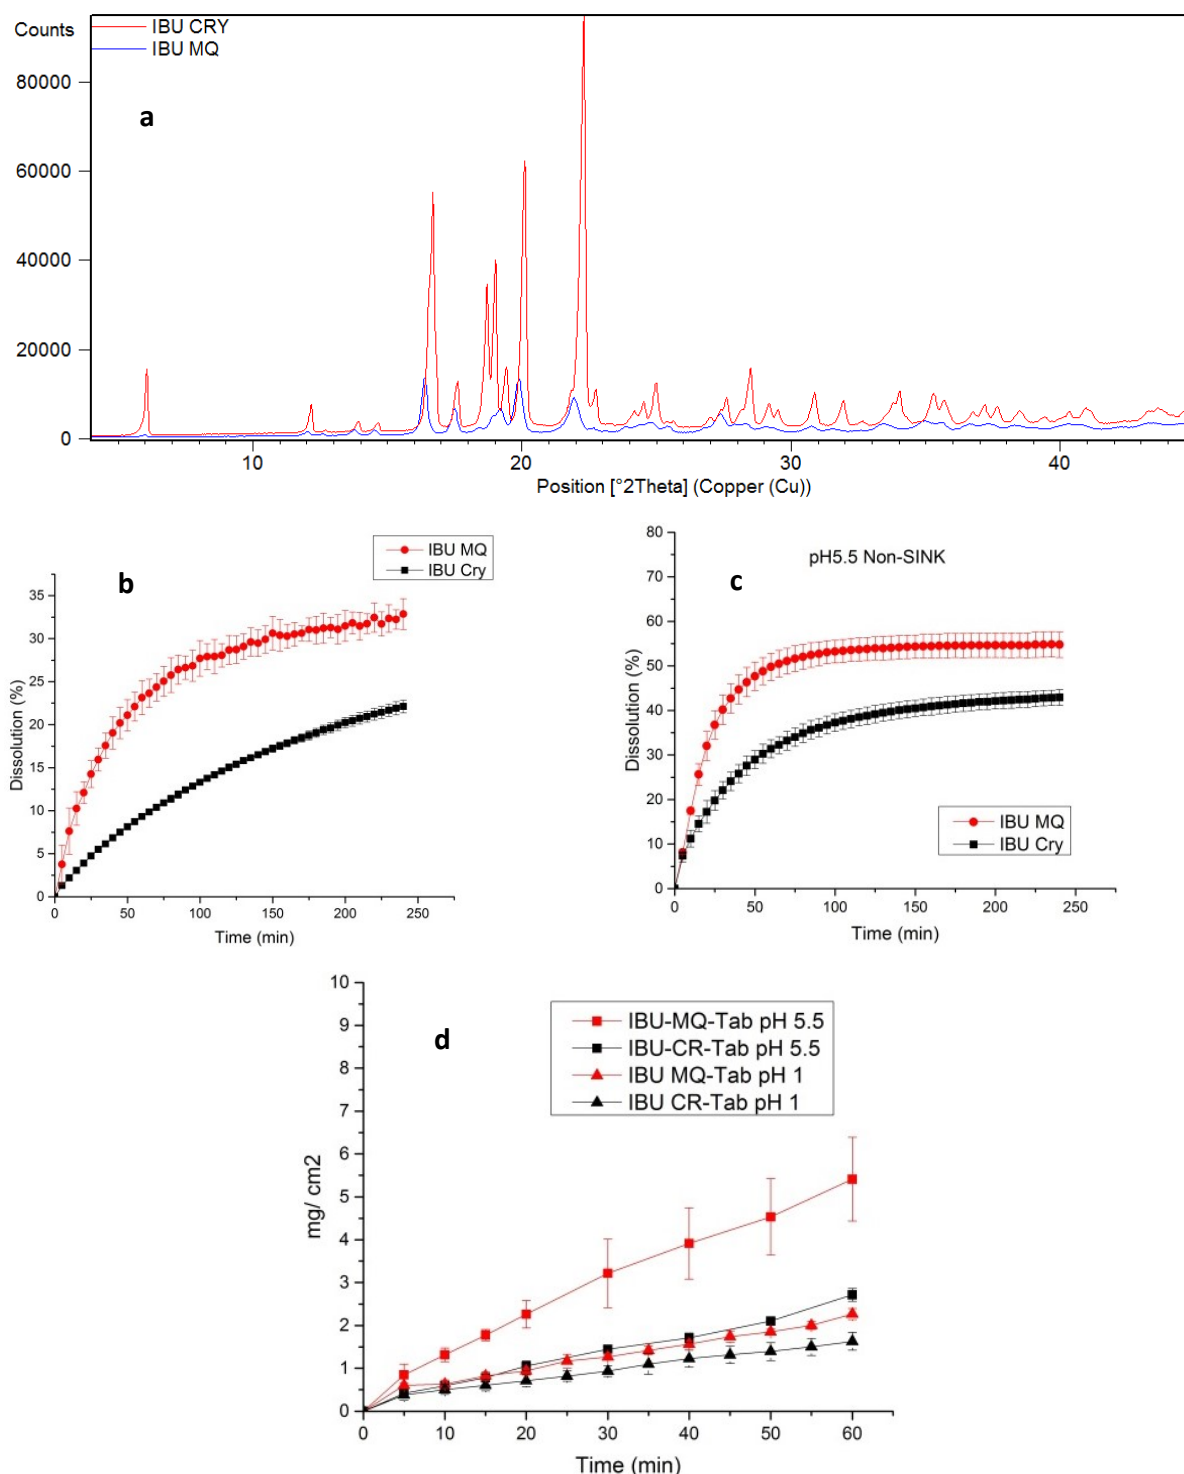 Counts
IBU CRY
IBU MQ
80000
60000
40000
20000
0
a
10
20
30
40
Position [°2Theta] (Copper (Cu))
b
IBU MQ
IBU Cry
35
30
25
20
15
10
5
0
Dissolution (%)
0
50
100
150
200
250
Time (min)
c
pH5.5 Non-SINK
80
70
60
50
40
30
20
10
0
Dissolution (%)
IBU MQ
IBU Cry
0
50
100
150
200
250
Time (min)
d
IBU-MQ-Tab pH 5.5
IBU-CR-Tab pH 5.5
IBU MQ-Tab pH 1
IBU CR-Tab pH 1
10
9
8
7
6
5
4
3
2
1
0
mg/ cm2
0
10
20
30
40
50
60
Time (min)